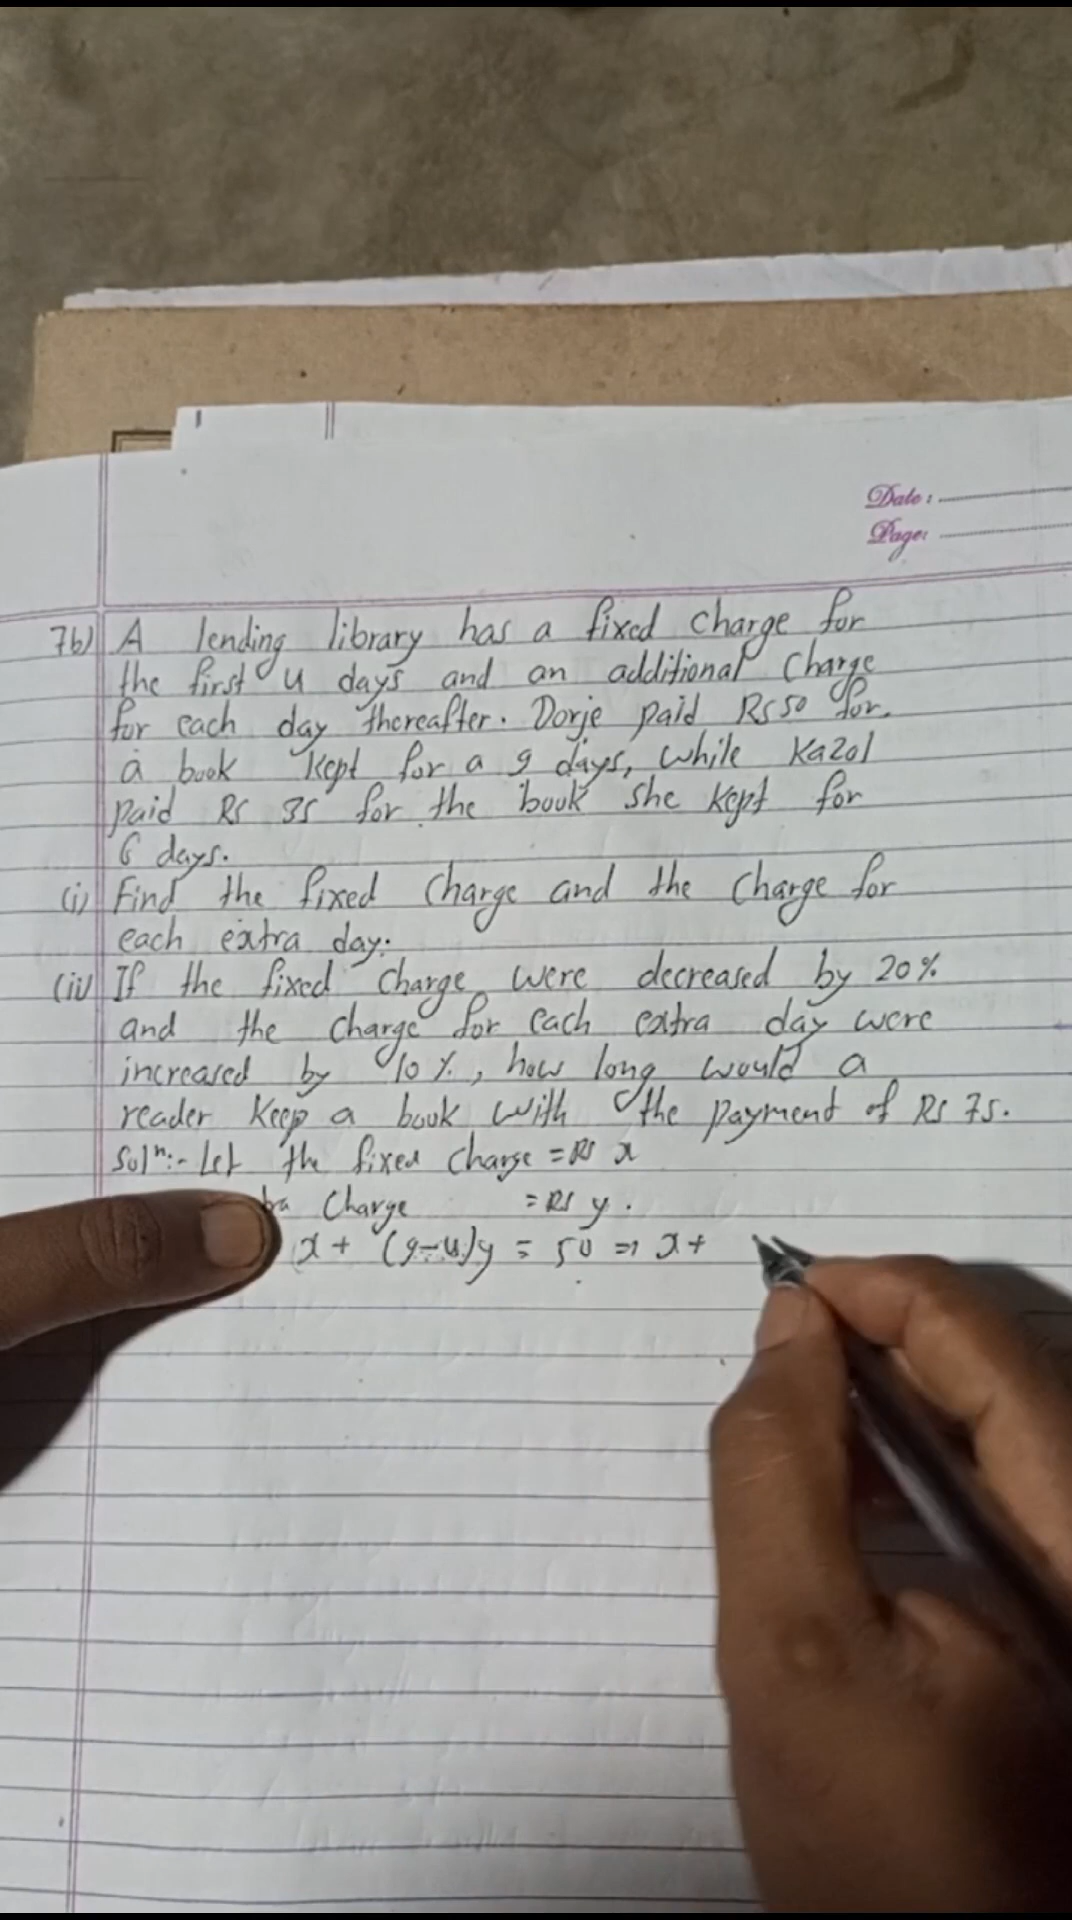 Date:
Page:
7b) A lending library has a fixed charge for
the first 4 days and an additional charge
for each day thereafter. Dorje paid Rs 50 for
a book kept for a 9 days, while Kazol
paid Rs 35 for the book she kept for
6 days.
(i) Find the fixed charge and the charge for
each extra day.
(ii) If the fixed charge were decreased by 20%
and the charge for each extra day were
increased by 10%, how long would a
reader keep a book with the payment of Rs 75.
Solⁿ:- Let the fixed charge = Rs x
charge = Rs y.
x + (9-4)y = 50 ⇒ x +